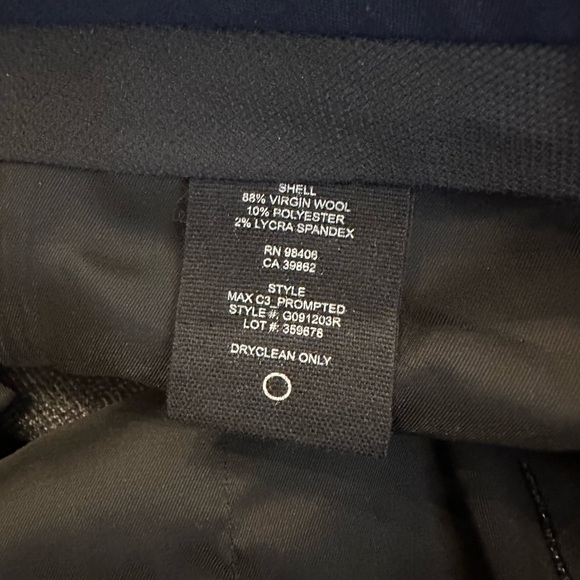 SHELL
88% VIRGIN WOOL
10% POLYESTER
2% LYCRA SPANDEX
RN 98406
CA 39862
STYLE
MAX C3_PROMPTED
STYLE #: G091203R
LOT #: 359678
DRYCLEAN ONLY